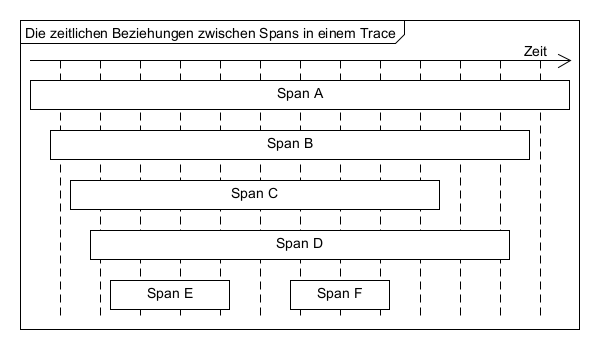 Die zeitlichen Beziehungen zwischen Spans in einem Trace
Zeit
Span A
Span B
Span C
Span D
Span E Span F